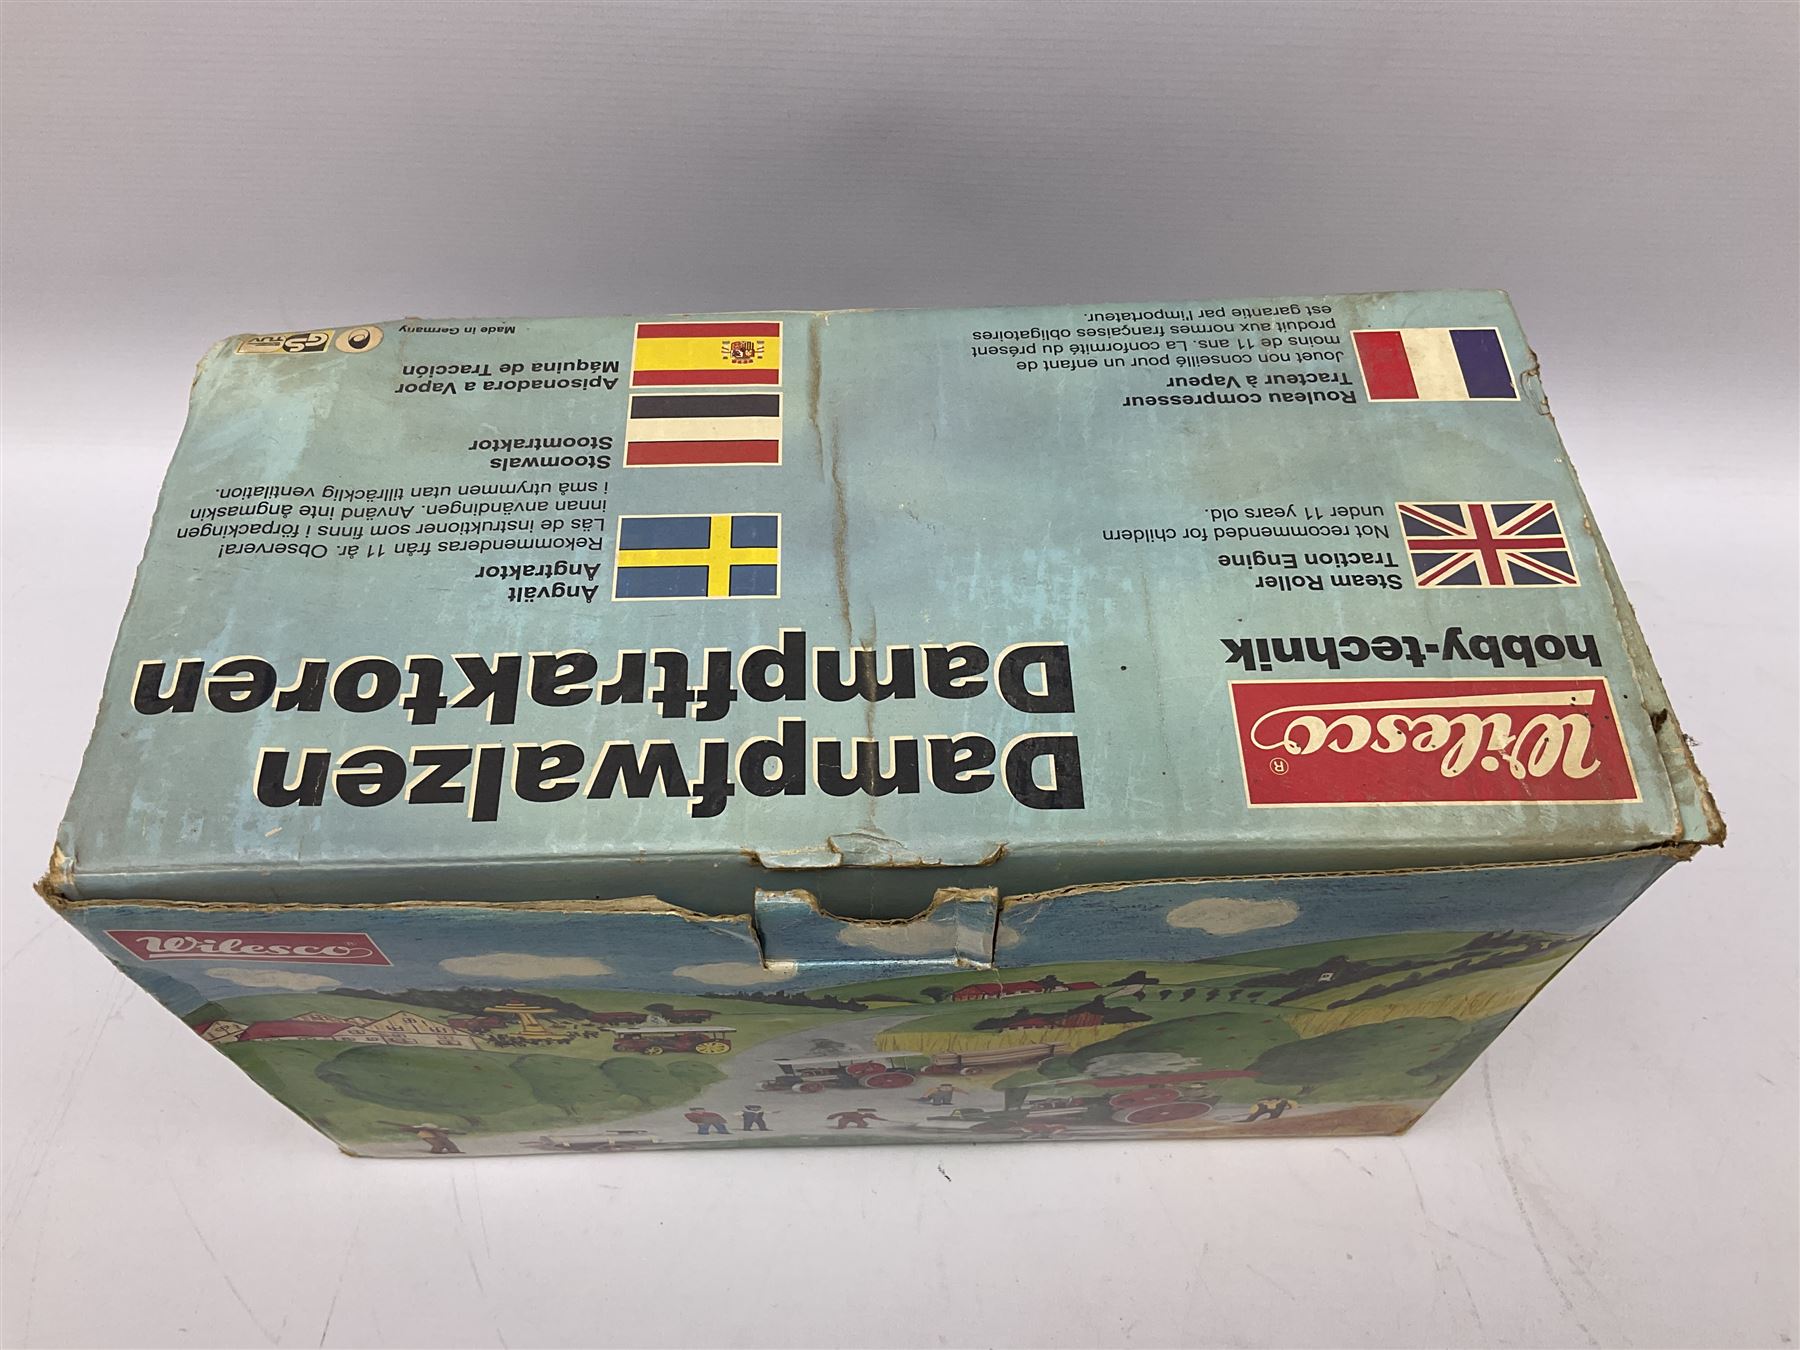 Wilesco ®
hobby-technik
Dampfwalzen
Dampftraktoren
Steam Roller
Traction Engine
Not recommended for childern
under 11 years old.
Rouleau compresseur
Tracteur à Vapeur
Jouet non conseillé pour un enfant de
moins de 11 ans. La conformité du présent
produit aux normes françaises obligatoires
est garantie par l'importateur.
Ångvält
Ångtraktor
Rekommenderas från 11 år. Observera!
Läs de instruktioner som finns i förpackingen
innan användingen. Använd inte ångmaskin
i små utrymmen utan tillräcklig ventilation.
Stoomwals
Stoomtraktor
Apisonadora a Vapor
Máquina de Tracción
Made in Germany
TÜV
GS
Wilesco ®